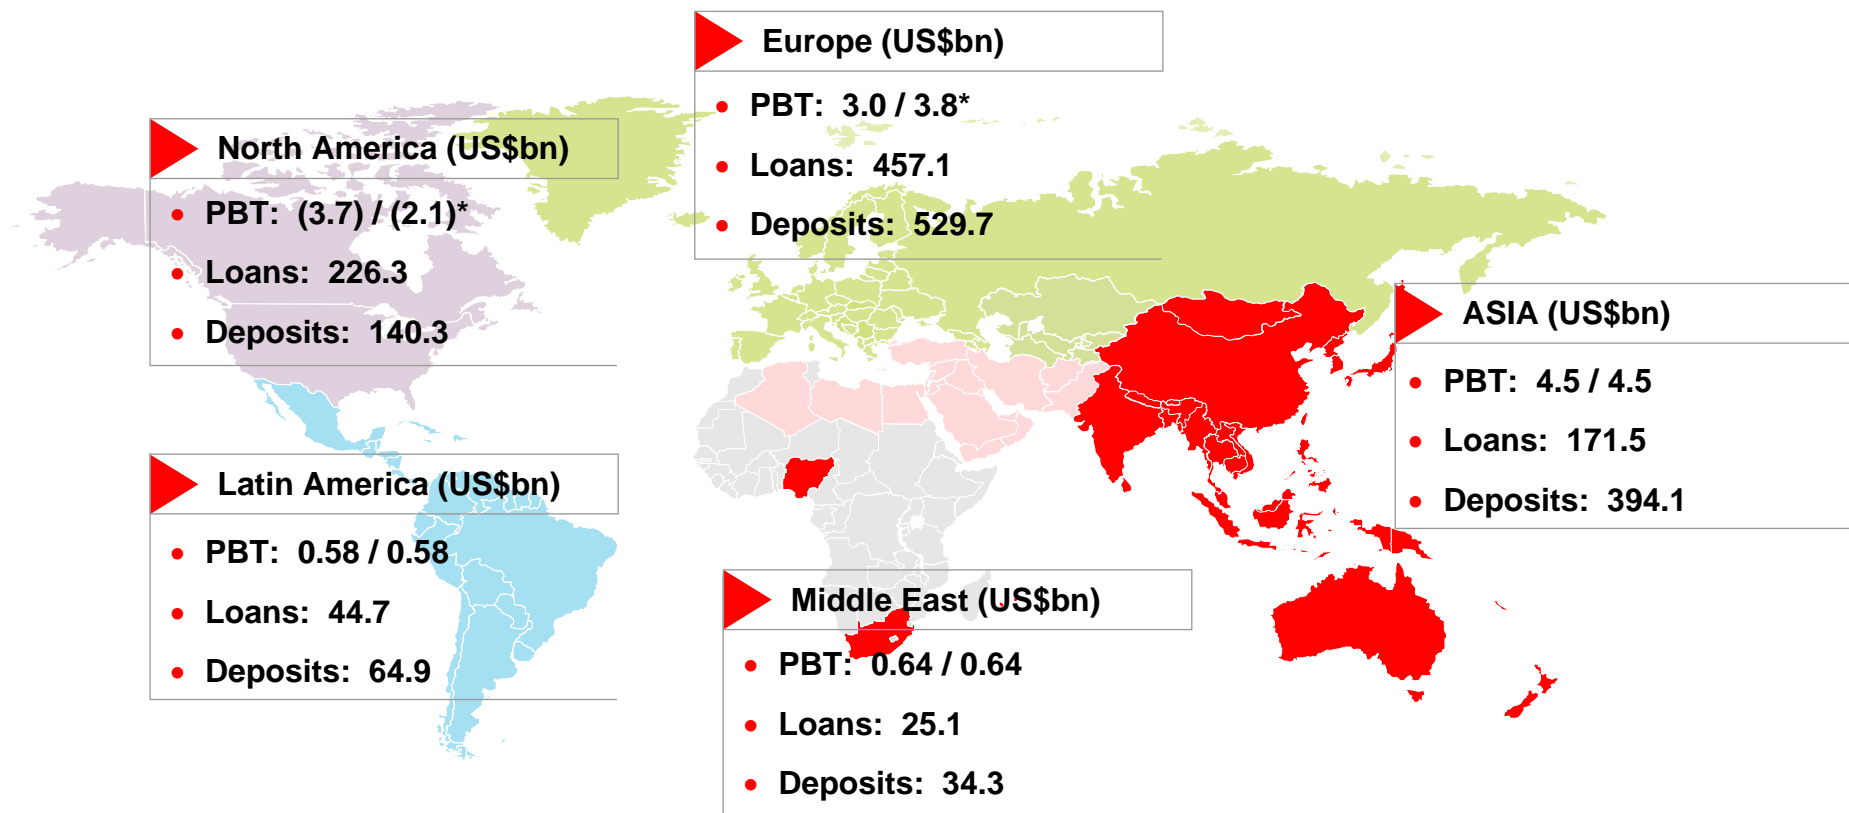 Europe (US$bn)
• PBT: 3.0 / 3.8*
• Loans: 457.1
• Deposits: 529.7
North America (US$bn)
• PBT: (3.7) / (2.1)*
• Loans: 226.3
• Deposits: 140.3
ASIA (US$bn)
• PBT: 4.5 / 4.5
• Loans: 171.5
• Deposits: 394.1
Latin America (US$bn)
• PBT: 0.58 / 0.58
• Loans: 44.7
• Deposits: 64.9
Middle East (US$bn)
• PBT: 0.64 / 0.64
• Loans: 25.1
• Deposits: 34.3